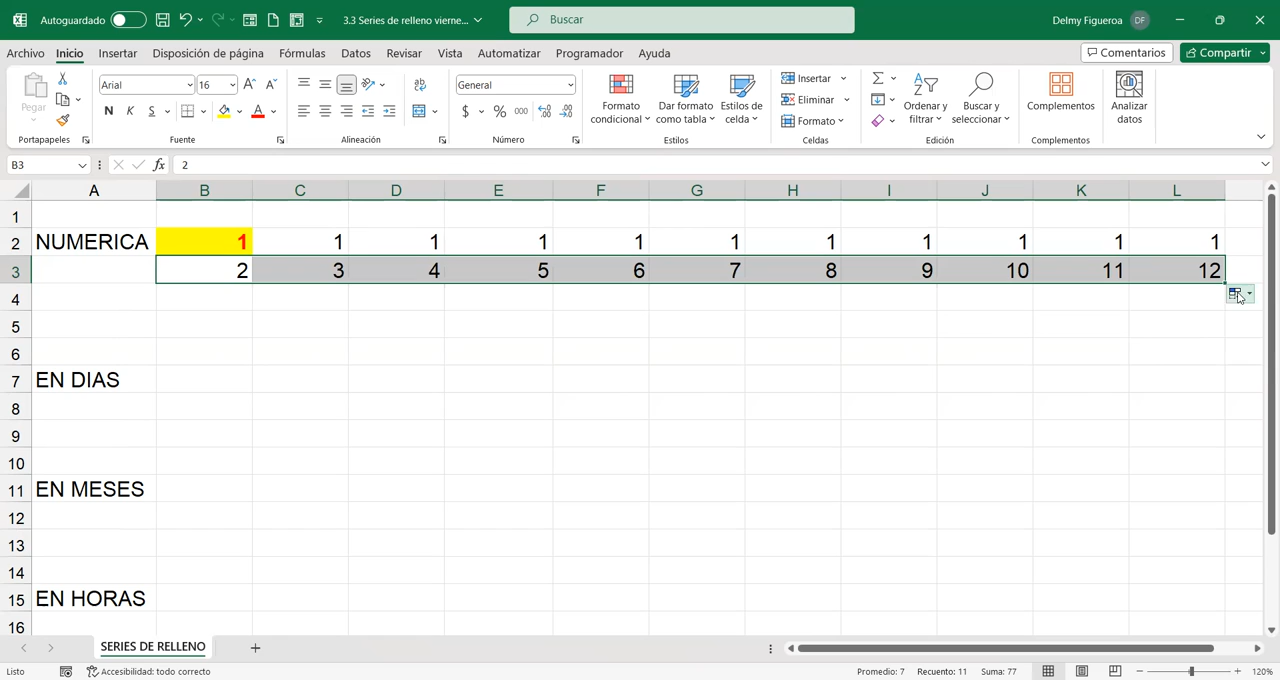 Autoguardado
3.3 Series de relleno vierne...
Buscar
Delmy Figueroa
DF
Archivo Inicio Insertar Disposición de página Fórmulas Datos Revisar Vista Automatizar Programador Ayuda
Comentarios Compartir
Pegar
Arial 16
N K S
General
$ % 000
Formato condicional
Dar formato como tabla
Estilos de celda
Insertar
Eliminar
Formato
Ordenar y filtrar
Buscar y seleccionar
Complementos
Analizar datos
Portapapeles Fuente Alineación Número Estilos Celdas Edición Complementos
B3 fx 2
A B C D E F G H I J K L
1
2 NUMERICA 1 1 1 1 1 1 1 1 1 1 1
3 2 3 4 5 6 7 8 9 10 11 12
4
5
6
7 EN DIAS
8
9
10
11 EN MESES
12
13
14
15 EN HORAS
16
SERIES DE RELLENO
Listo Accesibilidad: todo correcto Promedio: 7 Recuento: 11 Suma: 77 120%